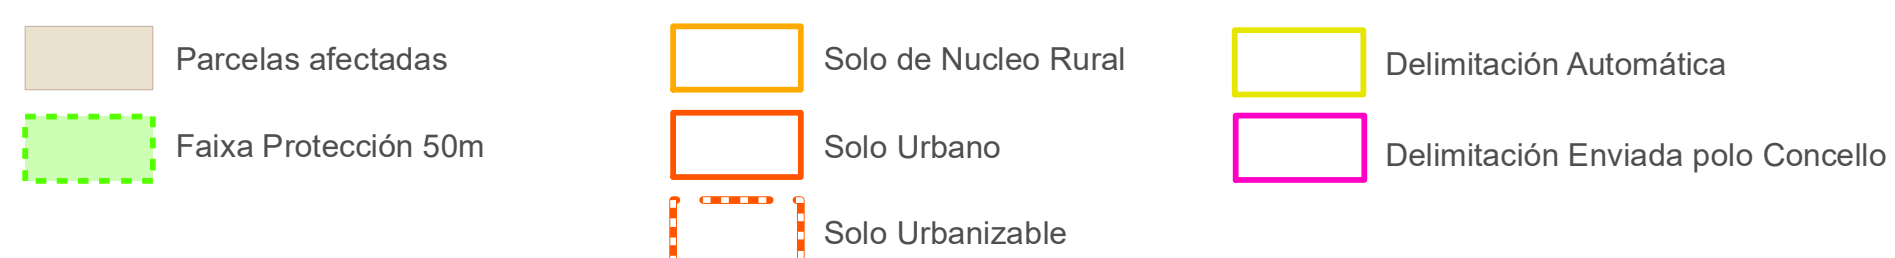 Parcelas afectadas
Faixa Protección 50m
Solo de Nucleo Rural
Solo Urbano
Solo Urbanizable
Delimitación Automática
Delimitación Enviada polo Concello